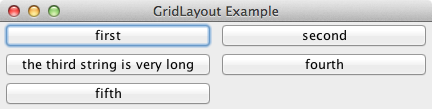 GridLayout Example
first second
the third string is very long fourth
fifth